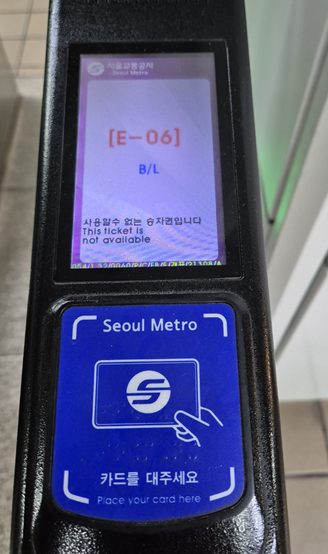 서울교통공사
Seoul Metro
[E-06]
B/L
사용할수 없는 승차권입니다
This ticket is
not available
Seoul Metro
카드를 대주세요
Place your card here